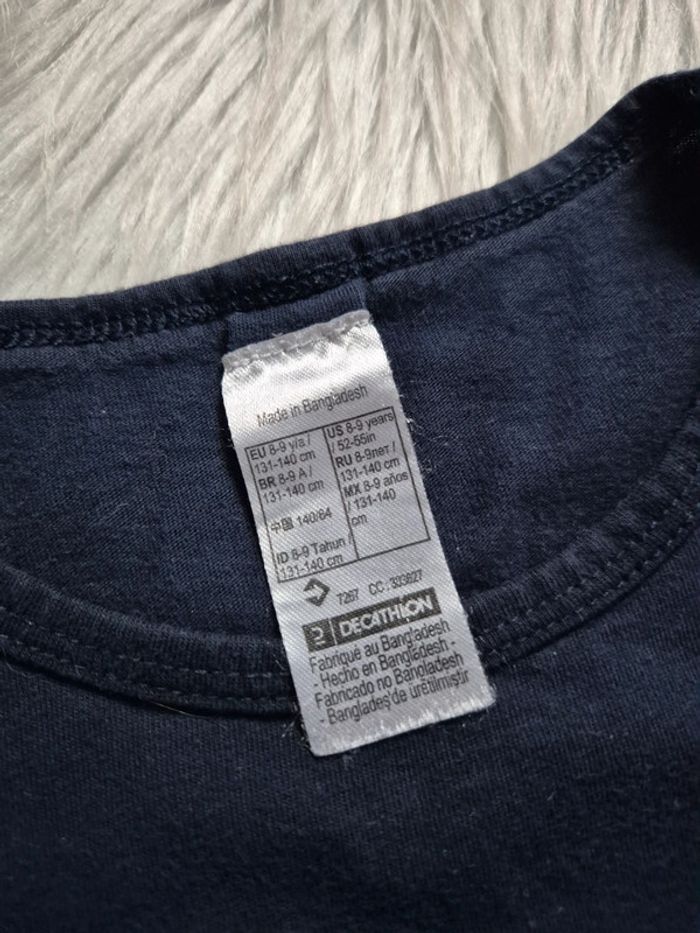 Made in Bangladesh
EU 8-9 y/a /
131-140 cm
BR 8-9 A /
131-140 cm
中国 140/64
ID 8-9 Tahun /
131-140 cm
US 8-9 years
/ 52-55in
RU 8-9лет /
131-140 cm
MX 8-9 años
/ 131-140
cm
7267 CC : 303827
2 DECATHLON
Fabriqué au Bangladesh
- Hecho en Bangladesh -
Fabricado no Bangladesh
- Banglades'de üretilmiştir